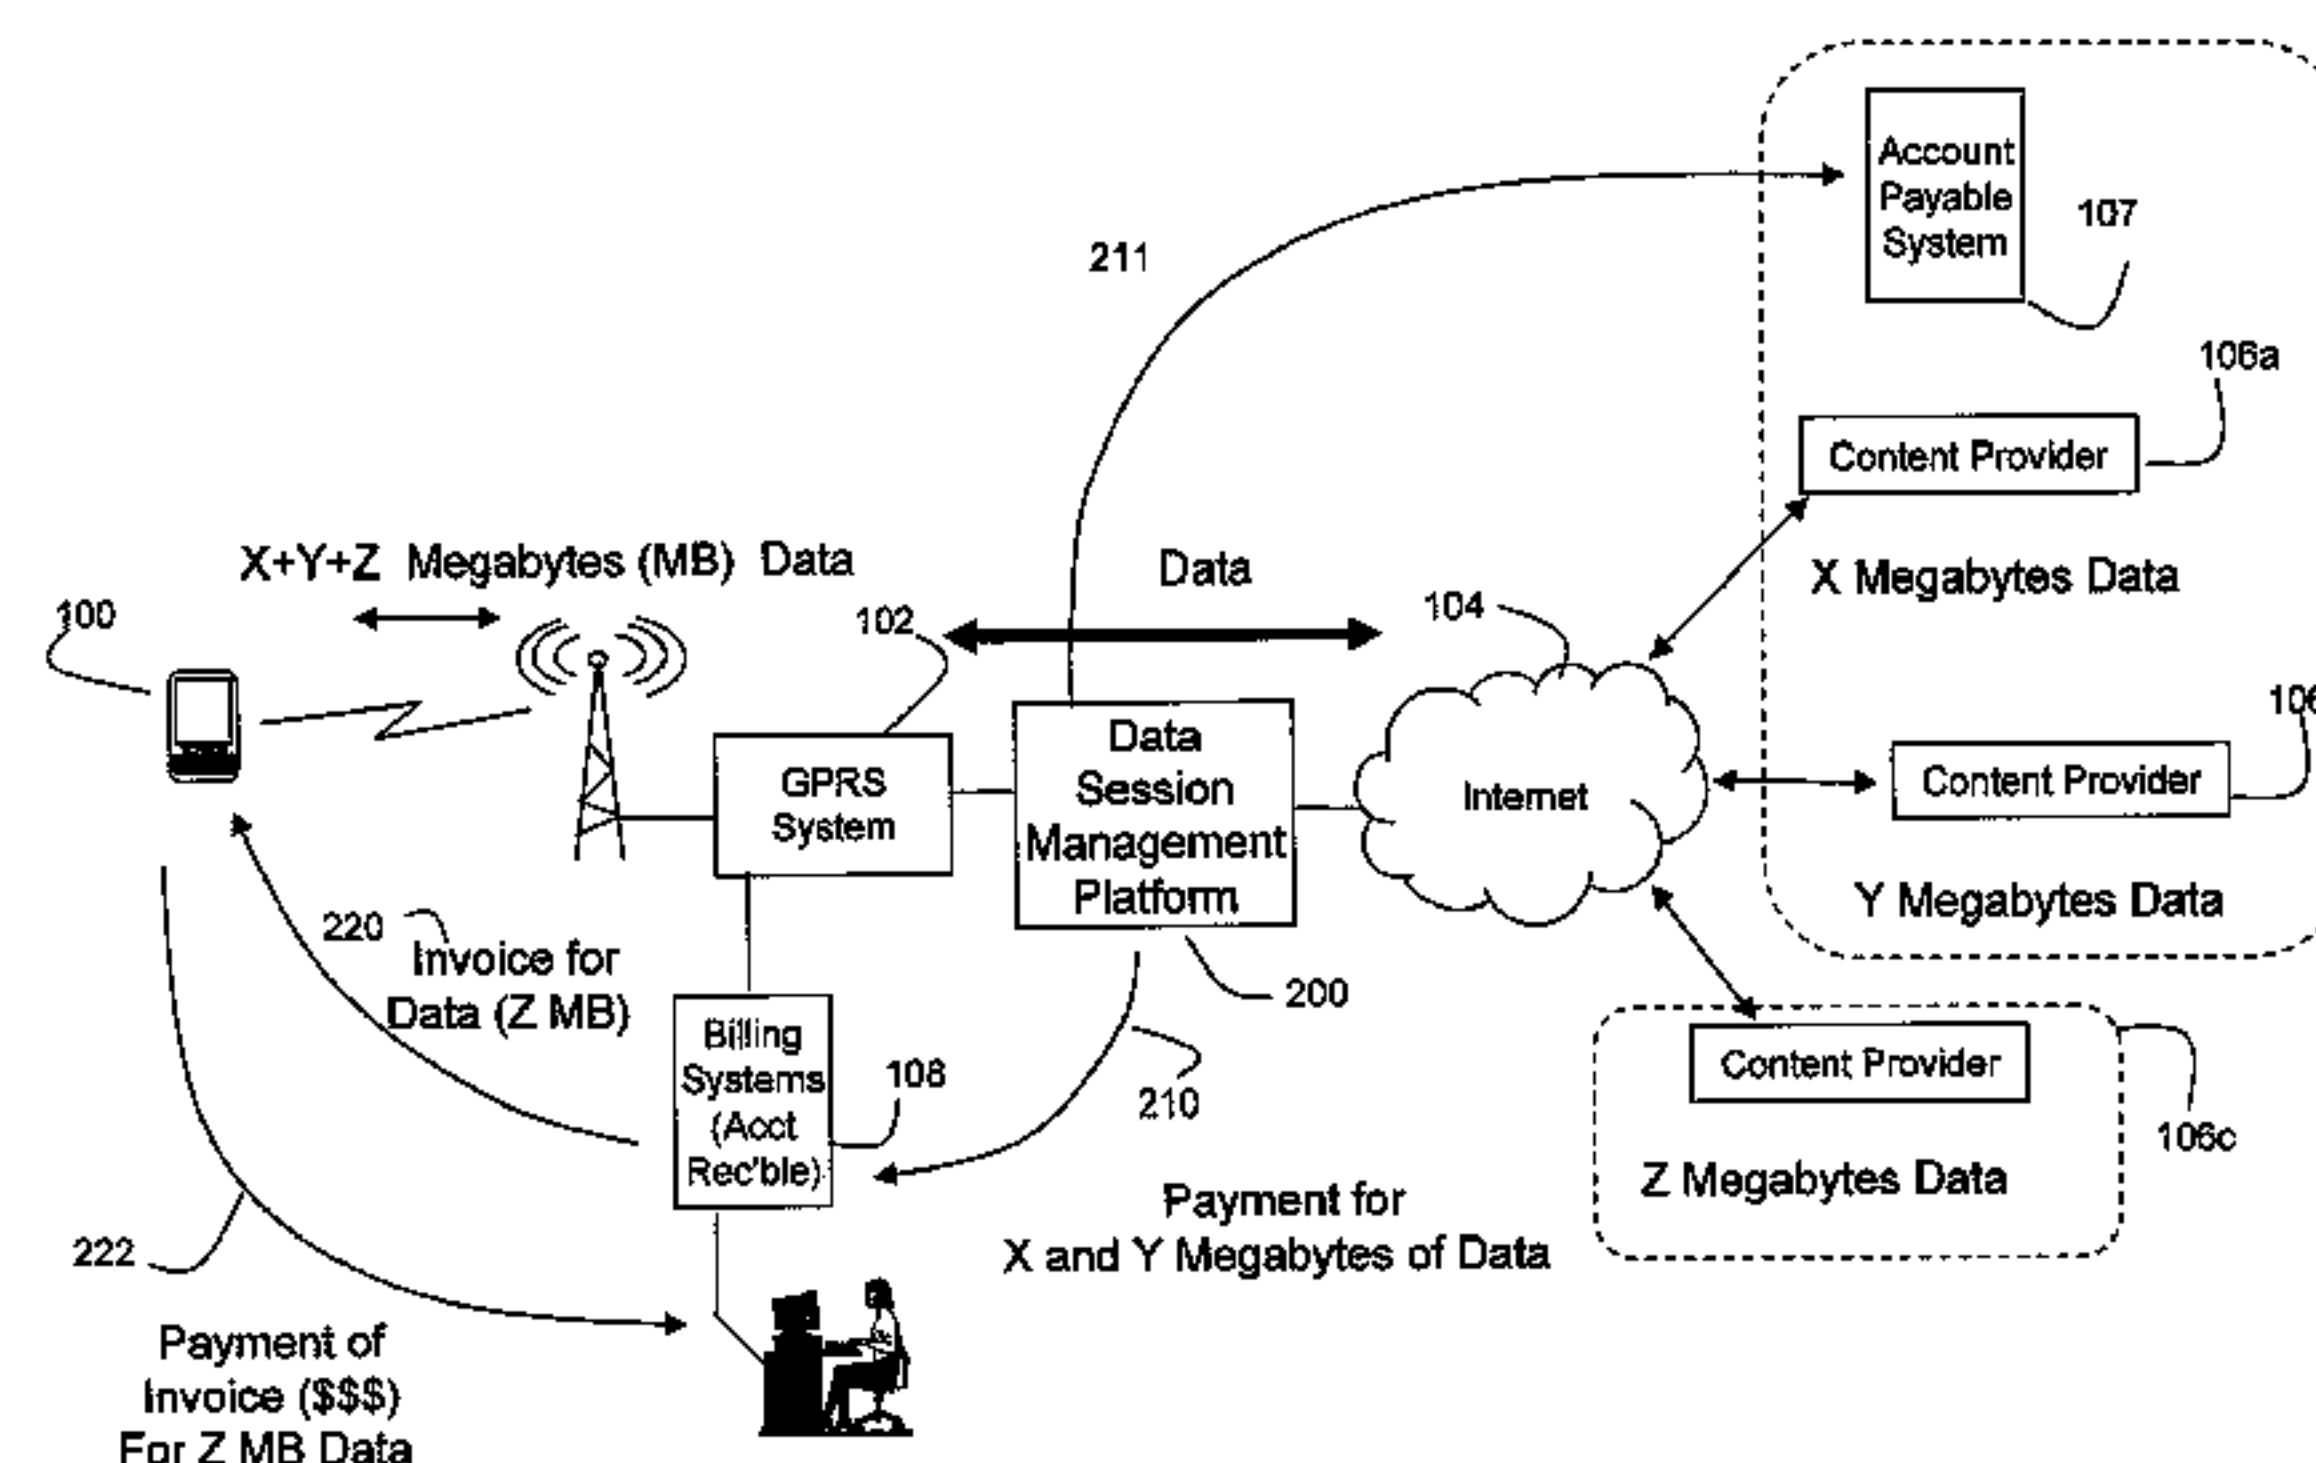 Account
Payable
System
107
211
106a
Content Provider
X+Y+Z Megabytes (MB) Data
Data
X Megabytes Data
100
102
104
106
Data
Session
Management
Platform
GPRS
System
Internet
Content Provider
Y Megabytes Data
220
Invoice for
Data (Z MB)
200
Billing
Systems
(Acct
Rec'ble)
108
210
Content Provider
106c
Z Megabytes Data
Payment for
X and Y Megabytes of Data
222
Payment of
Invoice ($$$)
For Z MB Data